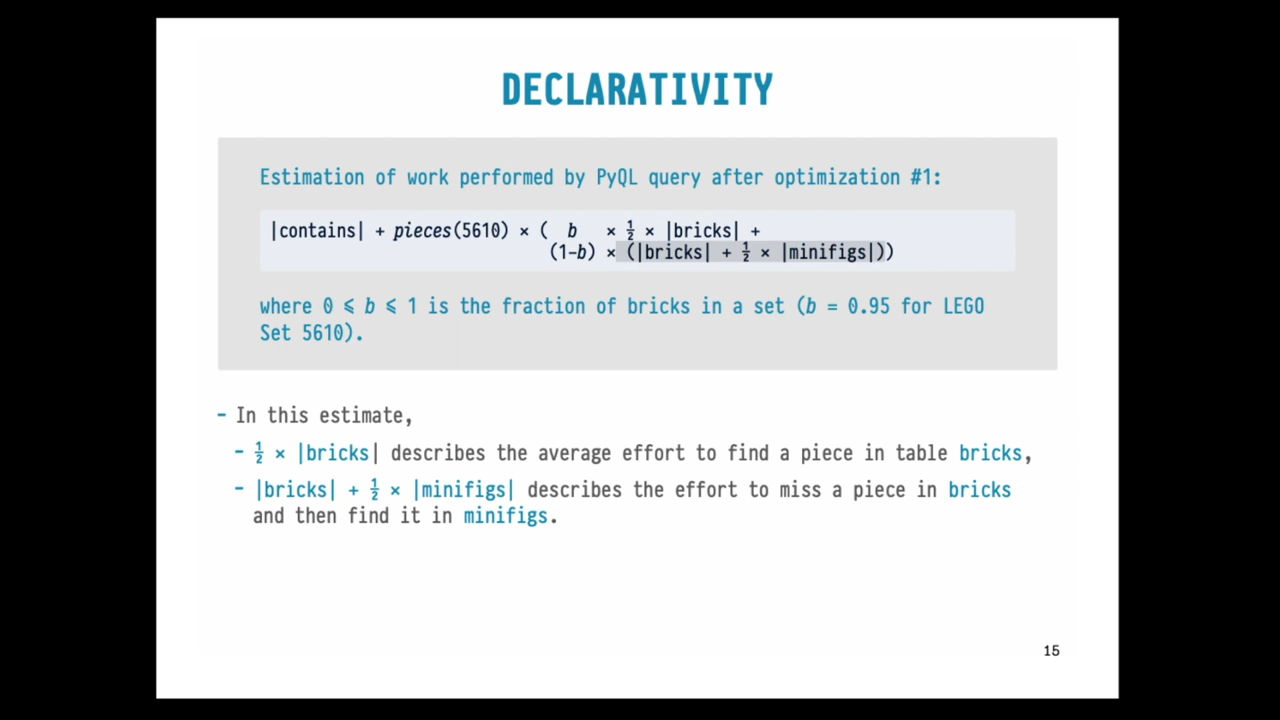 DECLARATIVITY
Estimation of work performed by PyQL query after optimization #1:
|contains| + pieces(5610) × ( b × ½ × |bricks| +
(1-b) × (|bricks| + ½ × |minifigs|))
where 0 ⩽ b ⩽ 1 is the fraction of bricks in a set (b = 0.95 for LEGO
Set 5610).
- In this estimate,
- ½ × |bricks| describes the average effort to find a piece in table bricks,
- |bricks| + ½ × |minifigs| describes the effort to miss a piece in bricks
and then find it in minifigs.
15